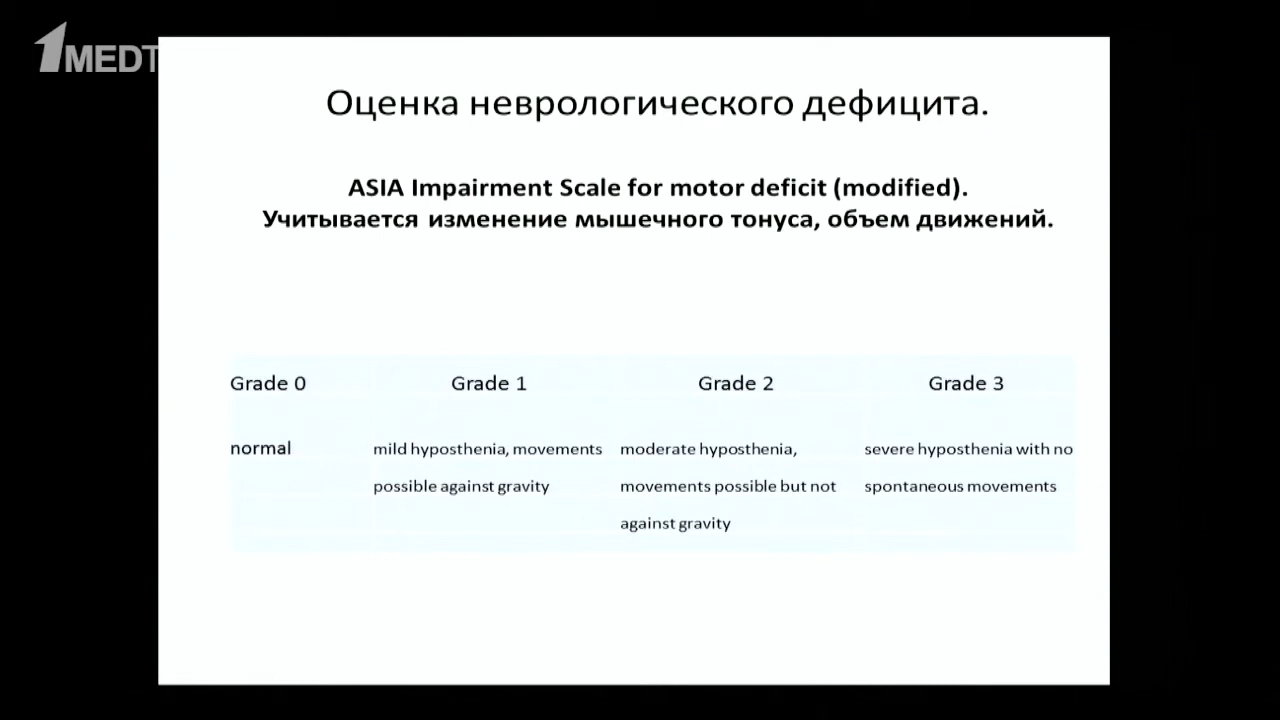 1MEDT
Оценка неврологического дефицита.
ASIA Impairment Scale for motor deficit (modified).
Учитывается изменение мышечного тонуса, объем движений.
Grade 0
Grade 1
Grade 2
Grade 3
normal
mild hyposthenia, movements
possible against gravity
moderate hyposthenia,
movements possible but not
against gravity
severe hyposthenia with no
spontaneous movements